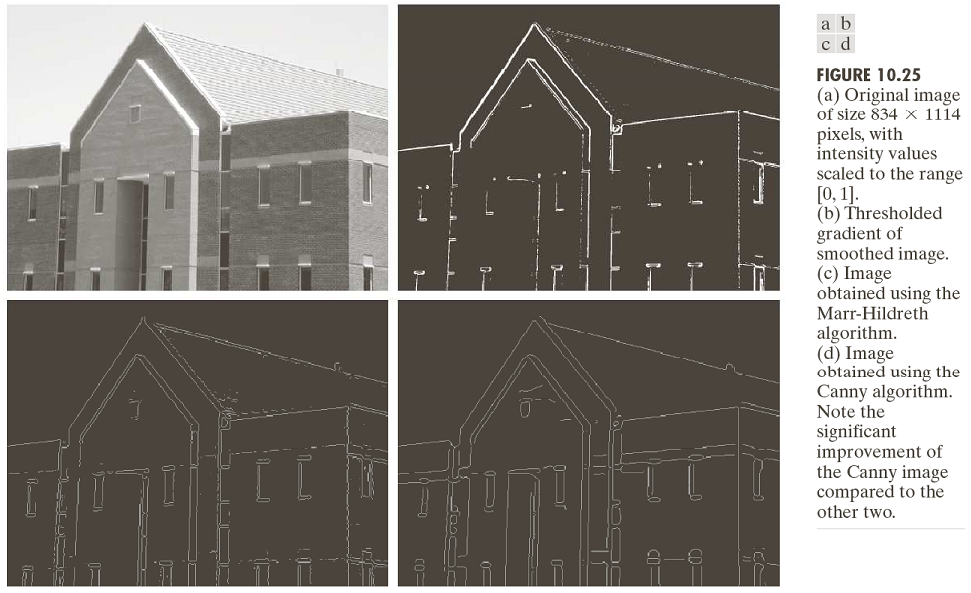 a b
c d
FIGURE 10.25
(a) Original image
of size 834 × 1114
pixels, with
intensity values
scaled to the range
[0, 1].
(b) Thresholded
gradient of
smoothed image.
(c) Image
obtained using the
Marr-Hildreth
algorithm.
(d) Image
obtained using the
Canny algorithm.
Note the
significant
improvement of
the Canny image
compared to the
other two.